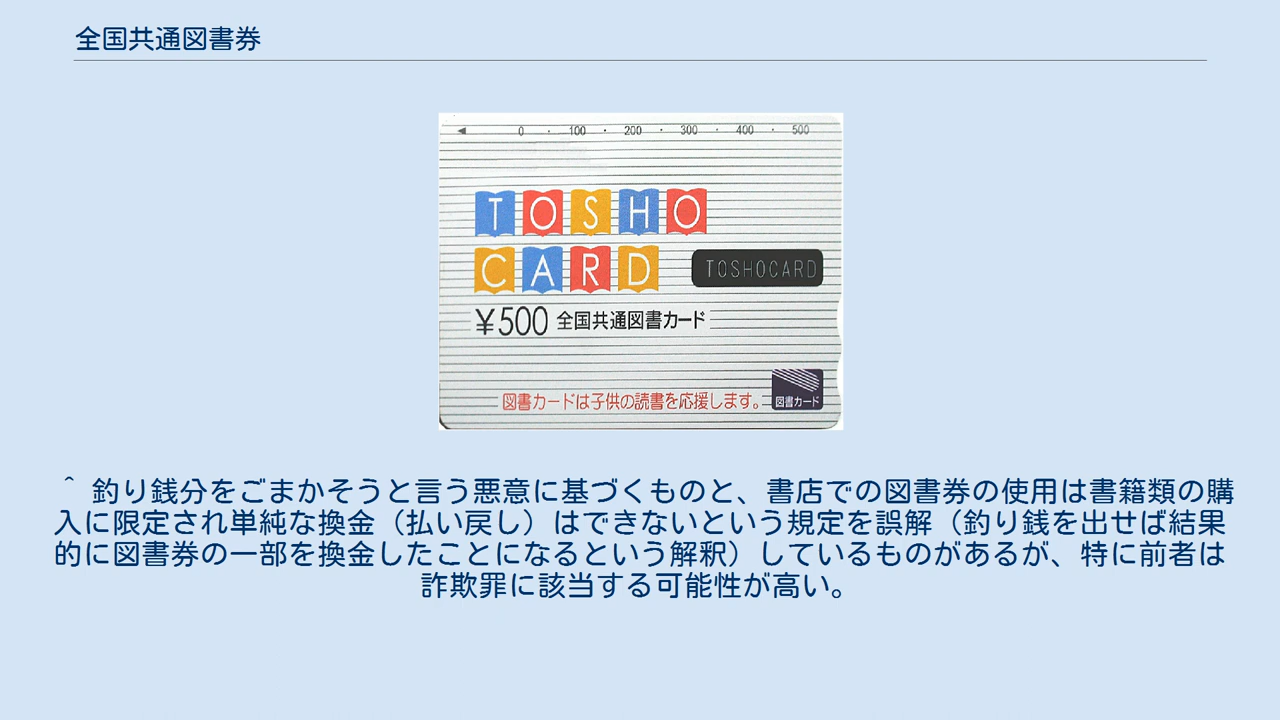 全国共通図書券
◀ 0 ・ 100 ・ 200 ・ 300 ・ 400 ・ 500
TOSHO
CARD
TOSHOCARD
¥500 全国共通図書カード
図書カードは子供の読書を応援します。
図書カード
^ 釣り銭分をごまかそうと言う悪意に基づくものと、書店での図書券の使用は書籍類の購
入に限定され単純な換金（払い戻し）はできないという規定を誤解（釣り銭を出せば結果
的に図書券の一部を換金したことになるという解釈）しているものがあるが、特に前者は
詐欺罪に該当する可能性が高い。